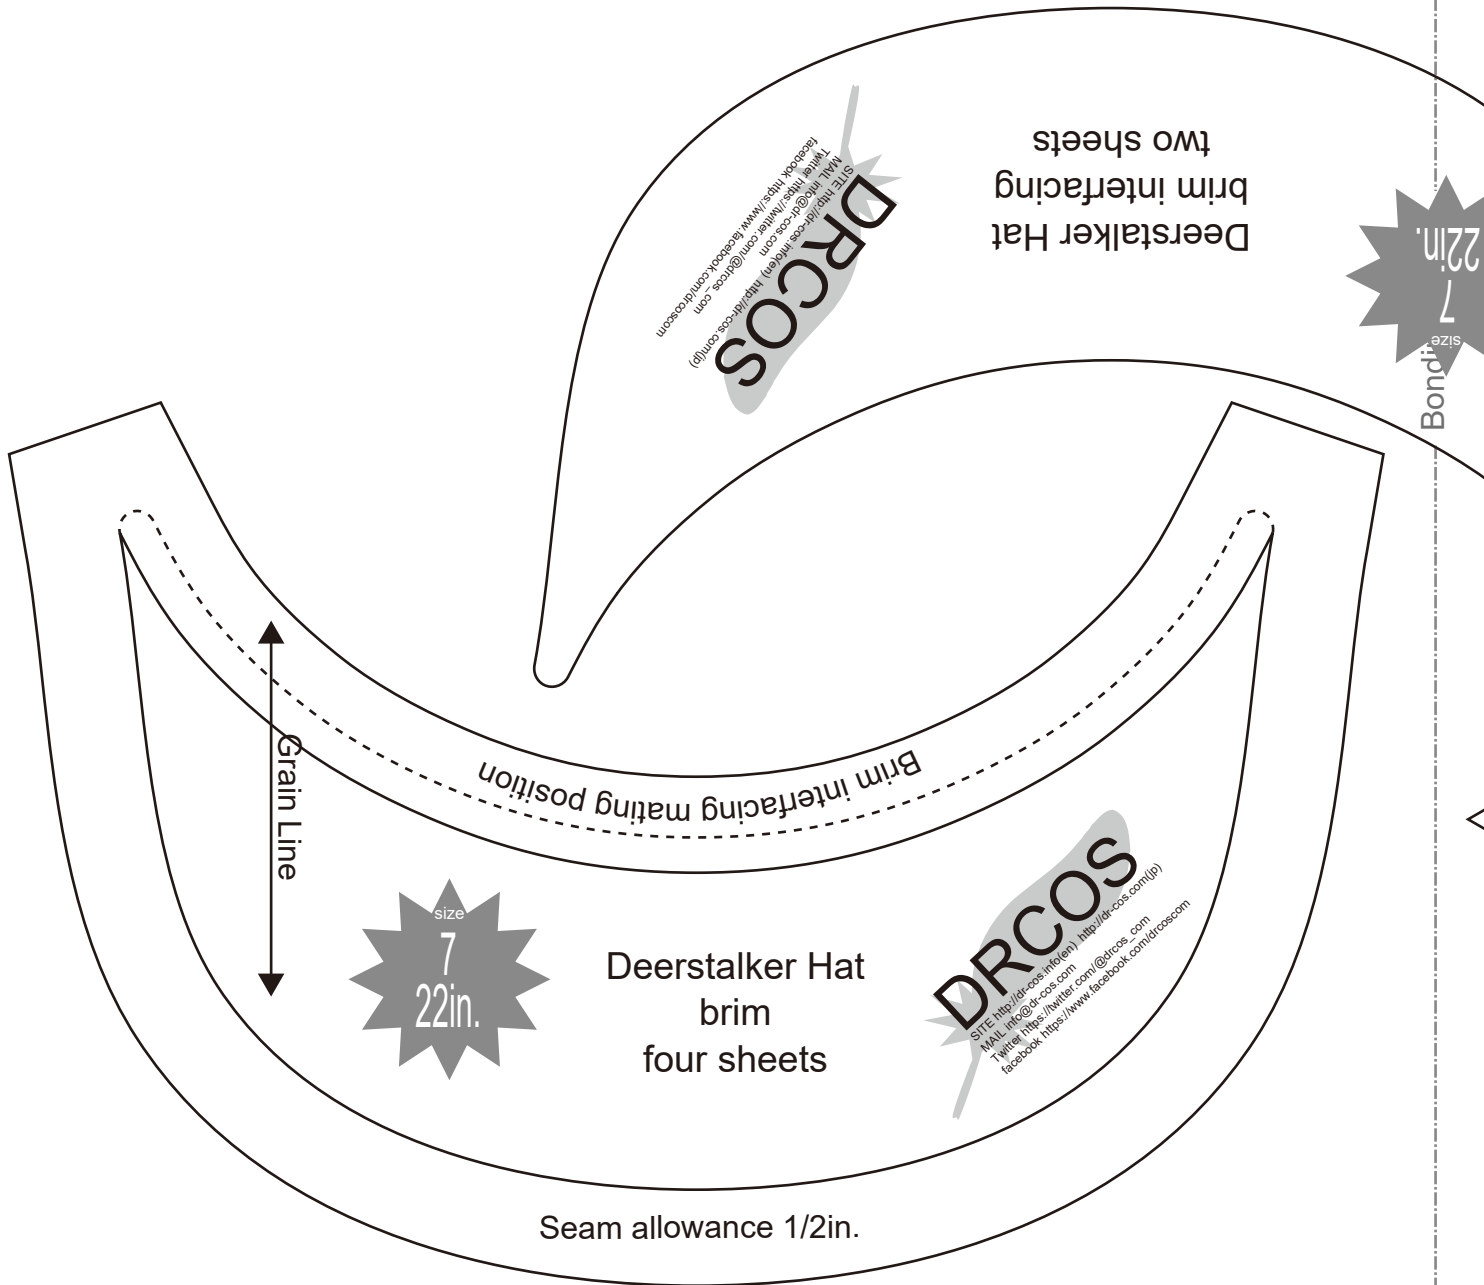 Deerstalker Hat
brim interfacing
two sheets
DRCOS
SITE http://dr-cos.info(en) http://dr-cos.com(jp)
MAIL info@dr-cos.com
Twitter https://twitter.com/@drcos_com
facebook https://www.facebook.com/drcoscom
size
7
22in.
Bondi
Brim interfacing mating position
Grain Line
size
7
22in.
Deerstalker Hat
brim
four sheets
DRCOS
SITE http://dr-cos.info(en) http://dr-cos.com(jp)
MAIL info@dr-cos.com
Twitter https://twitter.com/@drcos_com
facebook https://www.facebook.com/drcoscom
Seam allowance 1/2in.